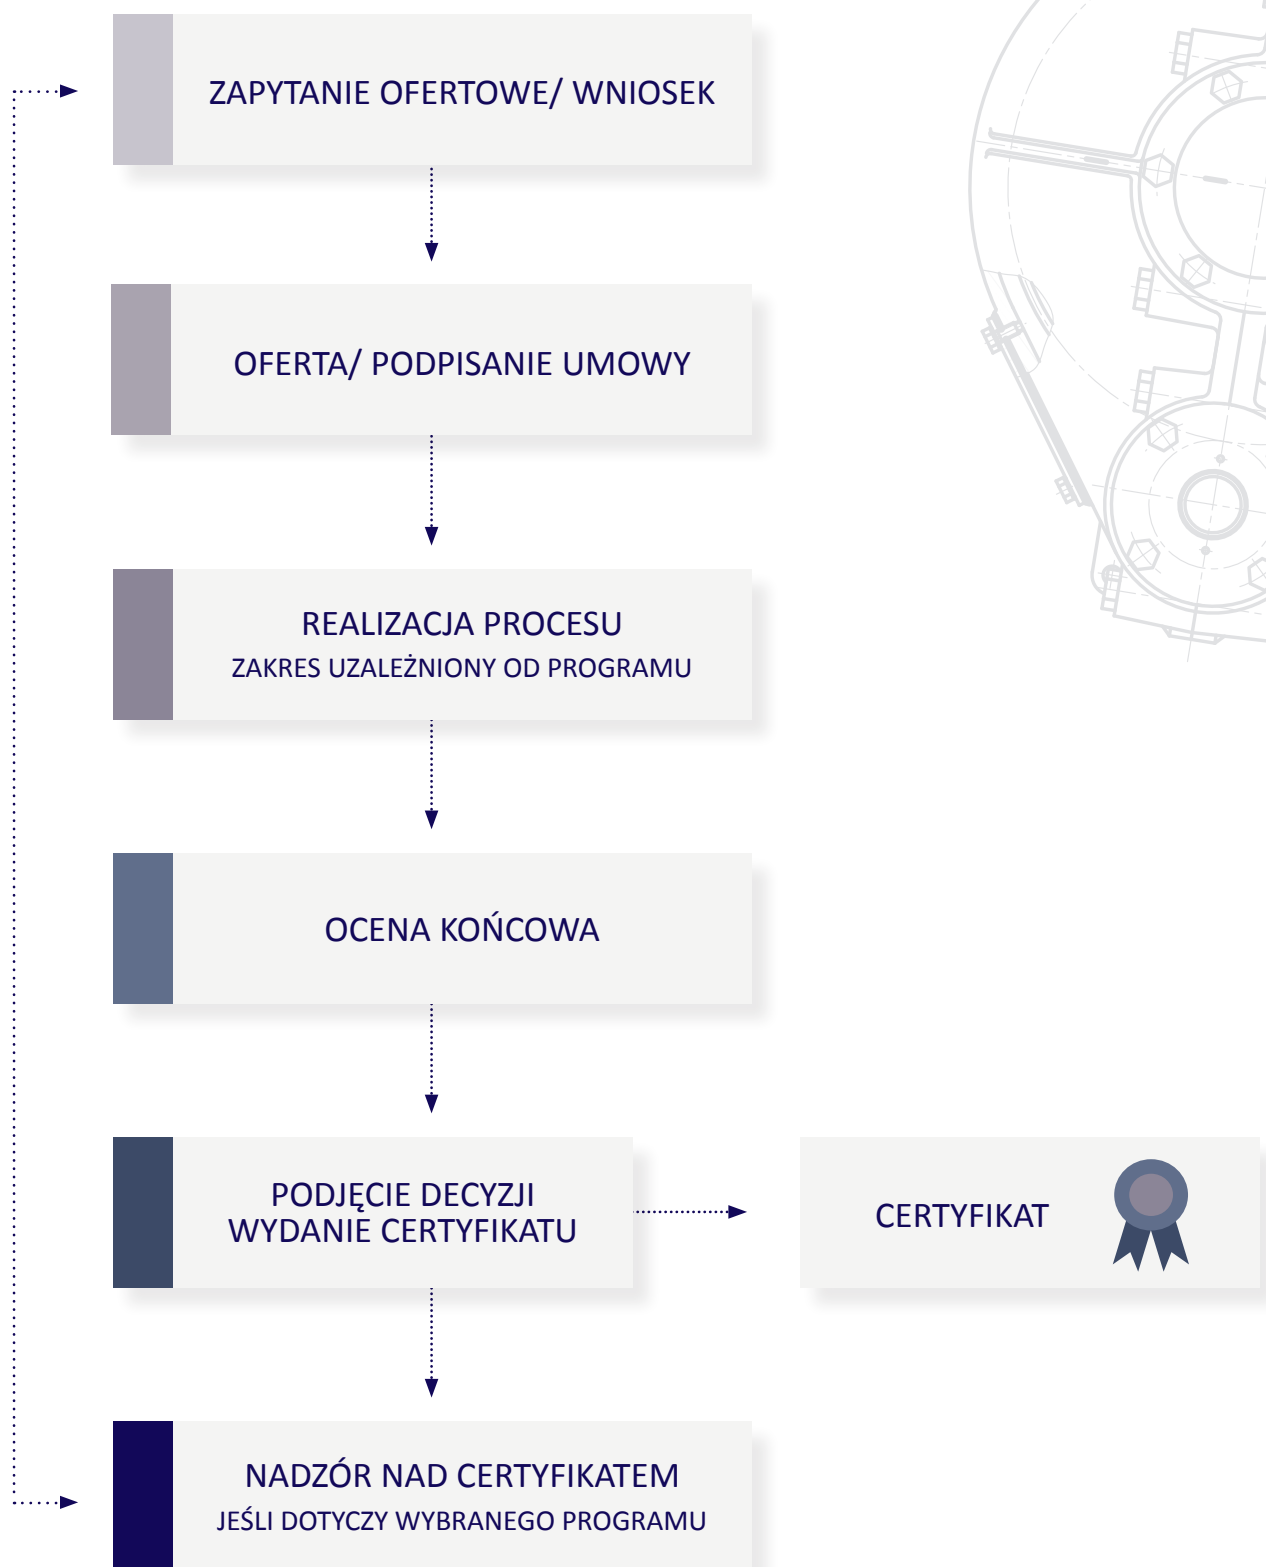 ZAPYTANIE OFERTOWE/ WNIOSEK
OFERTA/ PODPISANIE UMOWY
REALIZACJA PROCESU
ZAKRES UZALEŻNIONY OD PROGRAMU
OCENA KOŃCOWA
PODJĘCIE DECYZJI
WYDANIE CERTYFIKATU
CERTYFIKAT
NADZÓR NAD CERTYFIKATEM
JEŚLI DOTYCZY WYBRANEGO PROGRAMU